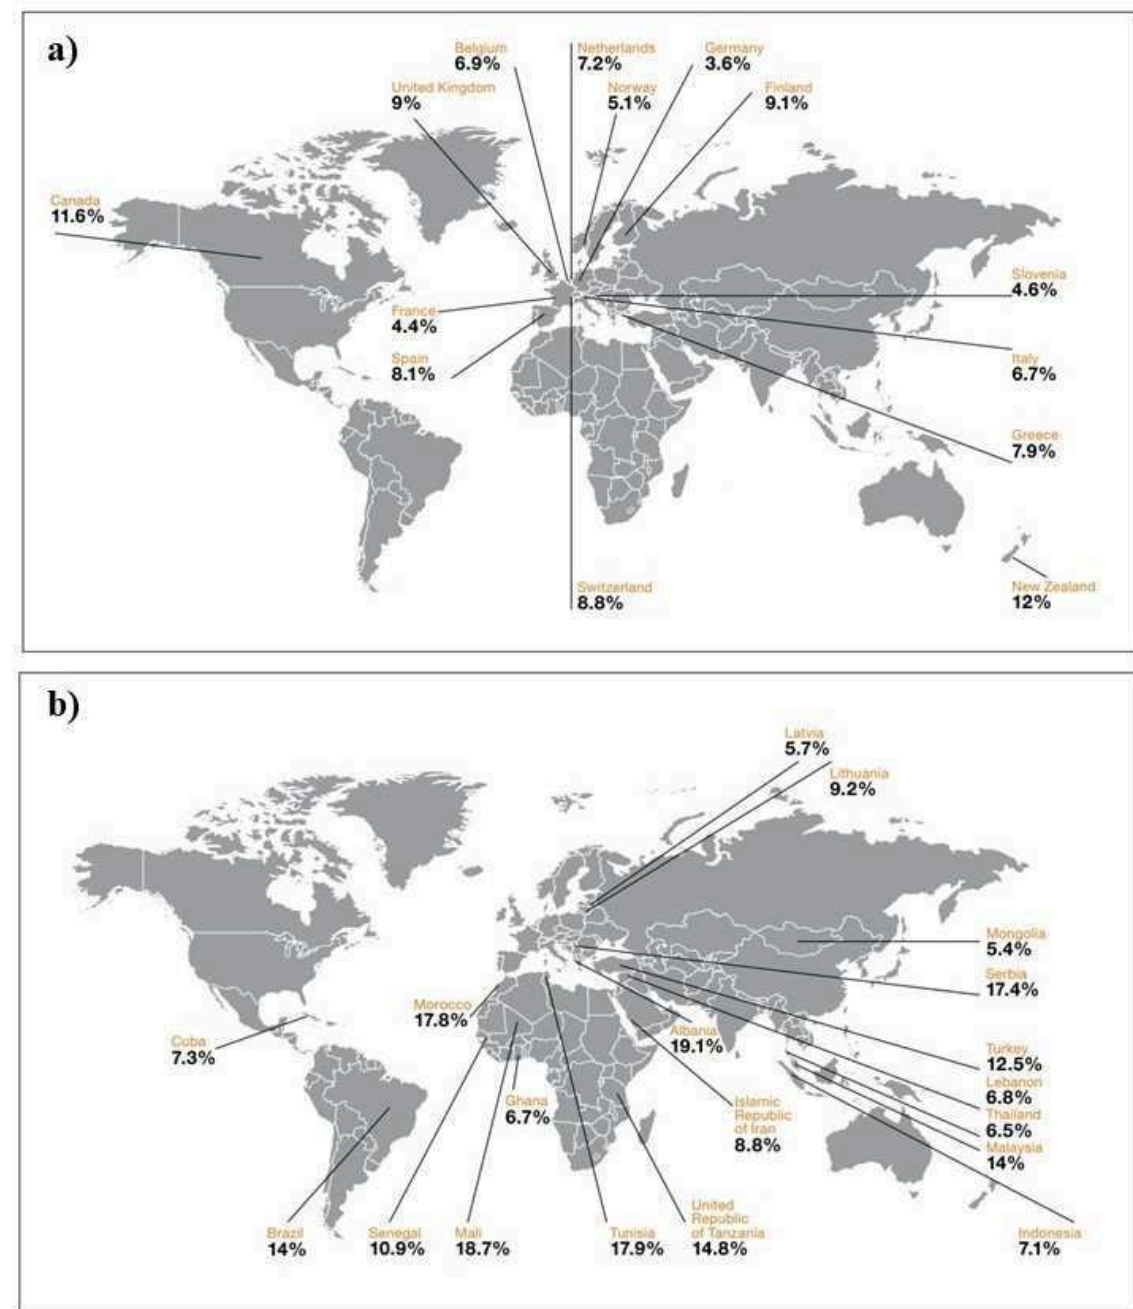 a)
Belgium
6.9%
Netherlands
7.2%
Germany
3.6%
United Kingdom
9%
Norway
5.1%
Finland
9.1%
Canada
11.6%
Slovenia
4.6%
France
4.4%
Spain
8.1%
Italy
6.7%
Greece
7.9%
Switzerland
8.8%
New Zealand
12%
b)
Latvia
5.7%
Lithuania
9.2%
Mongolia
5.4%
Serbia
17.4%
Morocco
17.8%
Albania
19.1%
Cuba
7.3%
Turkey
12.5%
Lebanon
6.8%
Ghana
6.7%
Islamic
Republic
of Iran
8.8%
Thailand
6.5%
Malaysia
14%
Brazil
14%
Senegal
10.9%
Mali
18.7%
Tunisia
17.9%
United
Republic
of Tanzania
14.8%
Indonesia
7.1%